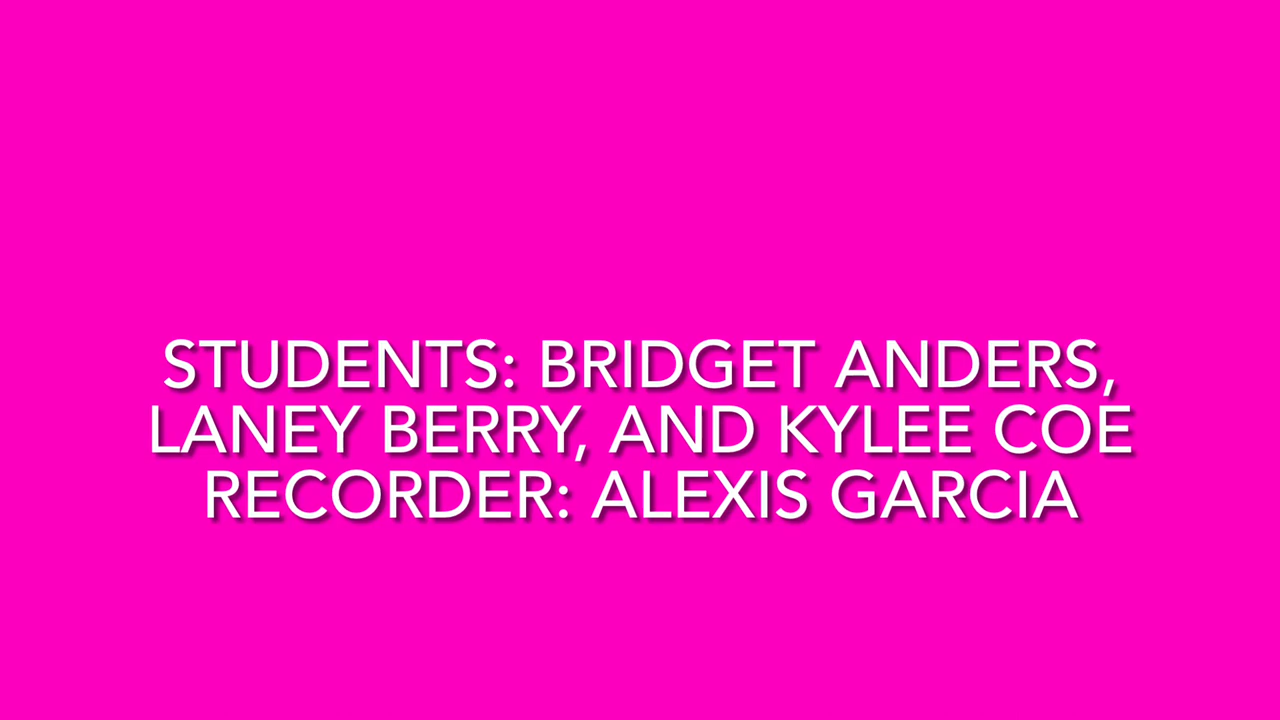 STUDENTS: BRIDGET ANDERS,
LANEY BERRY, AND KYLEE COE
RECORDER: ALEXIS GARCIA